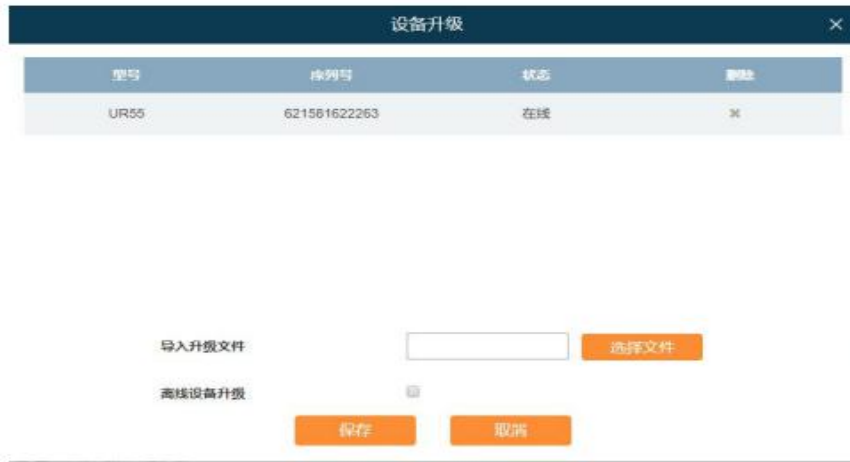 设备升级
型号 序列号 状态 删除
UR55 621581622263 在线
导入升级文件 选择文件
离线设备升级
保存 取消